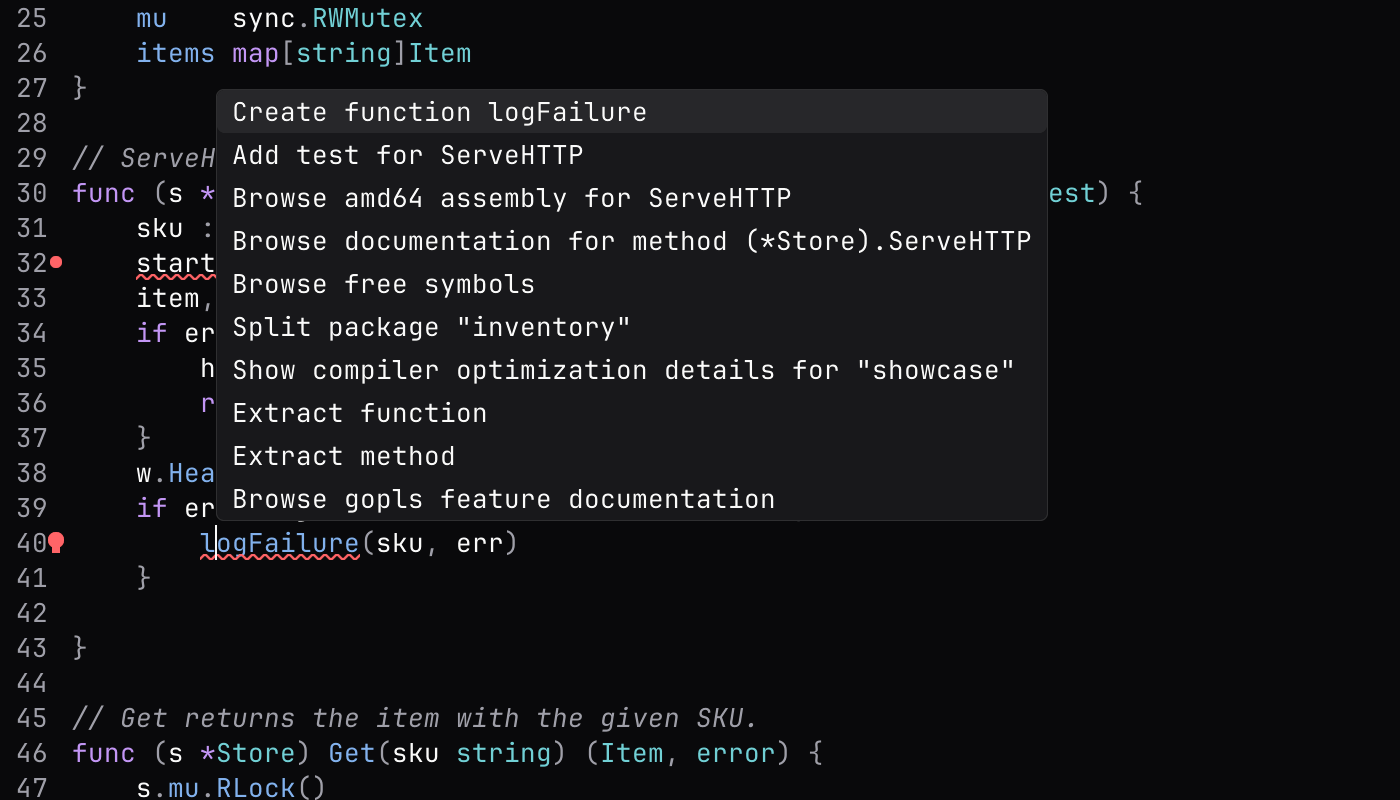 25 mu sync.RWMutex
26 items map[string]Item
27 }
28
29 // ServeH
30 func (s * est) {
31 sku :
32 start
33 item,
34 if er
35 h
36 r
37 }
38 w.Hea
39 if er
40 logFailure(sku, err)
41 }
42
43 }
44
45 // Get returns the item with the given SKU.
46 func (s *Store) Get(sku string) (Item, error) {
47 s.mu.RLock()
Create function logFailure
Add test for ServeHTTP
Browse amd64 assembly for ServeHTTP
Browse documentation for method (*Store).ServeHTTP
Browse free symbols
Split package "inventory"
Show compiler optimization details for "showcase"
Extract function
Extract method
Browse gopls feature documentation